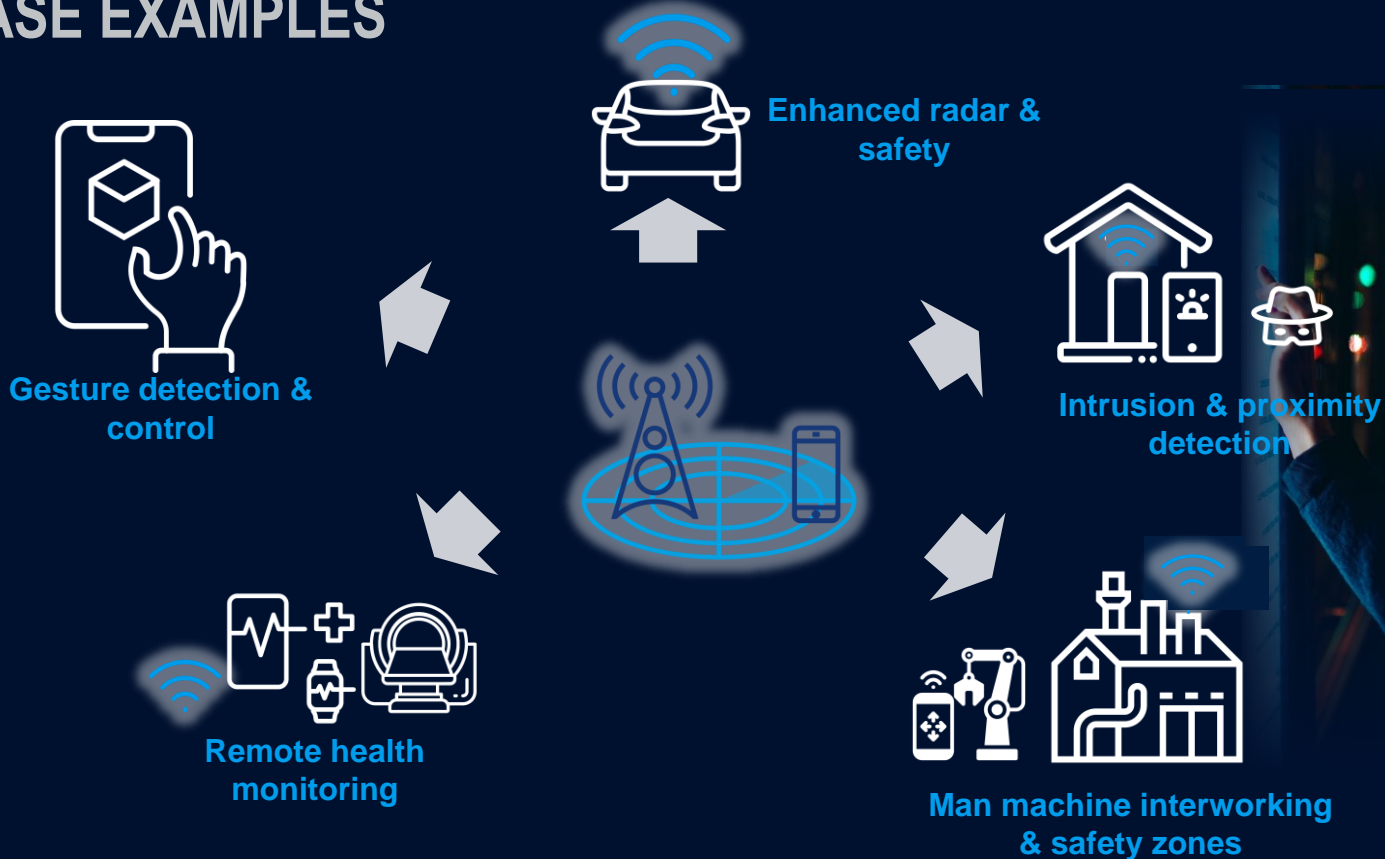 ASE EXAMPLES
Enhanced radar &
safety
Gesture detection &
control
Intrusion & proximity
detection
Remote health
monitoring
Man machine interworking
& safety zones